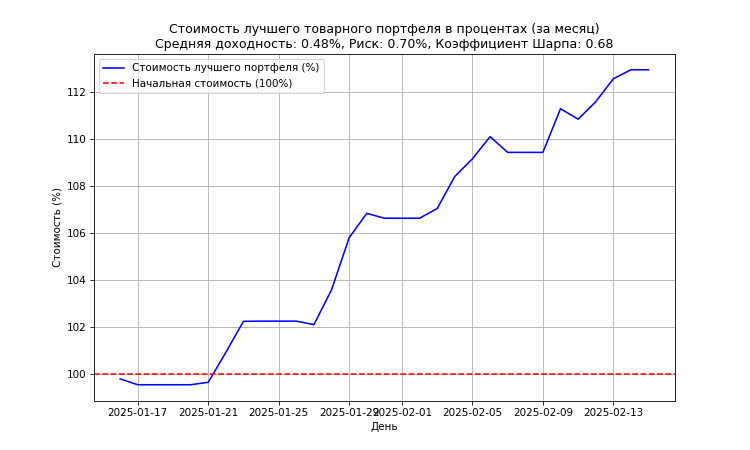 Стоимость лучшего товарного портфеля в процентах (за месяц)
Средняя доходность: 0.48%, Риск: 0.70%, Коэффициент Шарпа: 0.68
Стоимость лучшего портфеля (%)
Начальная стоимость (100%)
Стоимость (%)
112
110
108
106
104
102
100
2025-01-17 2025-01-21 2025-01-25 2025-01-29 2025-02-01 2025-02-05 2025-02-09 2025-02-13
День